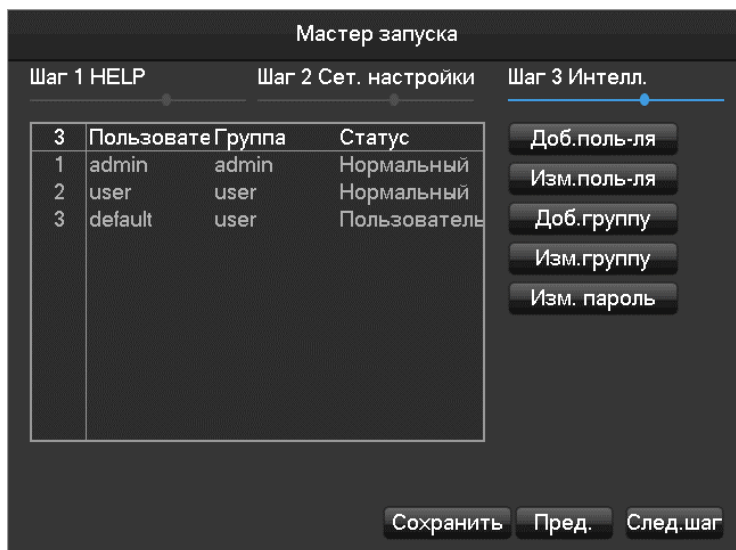 Мастер запуска
Шаг 1 HELP Шаг 2 Сет. настройки Шаг 3 Интелл.
3 Пользовате Группа Статус
1 admin admin Нормальный
2 user user Нормальный
3 default user Пользователь
Доб.поль-ля
Изм.поль-ля
Доб.группу
Изм.группу
Изм. пароль
Сохранить Пред. След.шаг